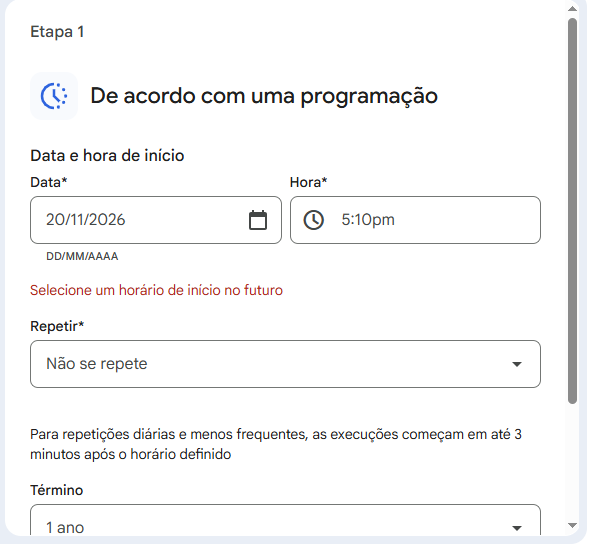 Etapa 1
De acordo com uma programação
Data e hora de início
Data* Hora*
20/11/2026 5:10pm
DD/MM/AAAA
Selecione um horário de início no futuro
Repetir*
Não se repete
Para repetições diárias e menos frequentes, as execuções começam em até 3
minutos após o horário definido
Término
1 ano